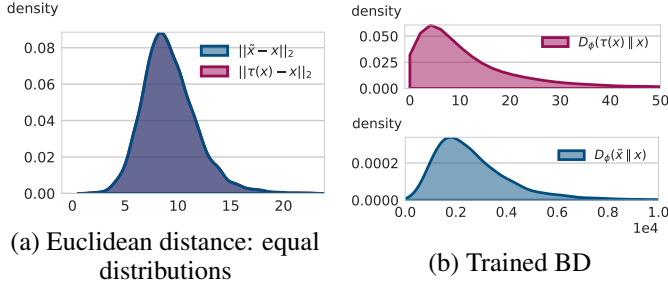 density
||x̃ − x||₂
||τ(x) − x||₂
0.08
0.06
0.04
0.02
0.00
0 5 10 15 20
(a) Euclidean distance: equal
distributions
density
0.050
0.025
0.000
D_ϕ(τ(x) ∥ x)
0 10 20 30 40 50
density
0.0002
0.0000
D_ϕ(x̃ ∥ x)
0.0 0.2 0.4 0.6 0.8 1.0
1e4
(b) Trained BD